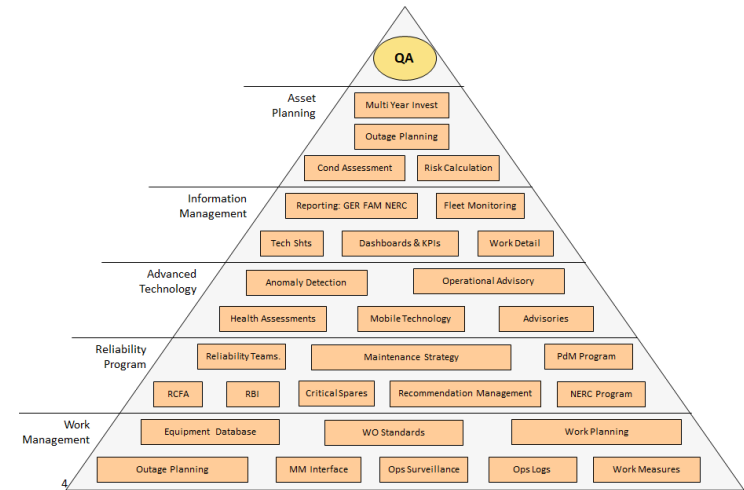 QA
Asset
Planning
Multi Year Invest
Outage Planning
Cond Assessment
Risk Calculation
Information
Management
Reporting: GER FAM NERC
Fleet Monitoring
Tech Shts
Dashboards & KPIs
Work Detail
Advanced
Technology
Anomaly Detection
Operational Advisory
Health Assessments
Mobile Technology
Advisories
Reliability
Program
Reliability Teams.
Maintenance Strategy
PdM Program
RCFA
RBI
Critical Spares
Recommendation Management
NERC Program
Work
Management
Equipment Database
WO Standards
Work Planning
Outage Planning
MM Interface
Ops Surveillance
Ops Logs
Work Measures
4